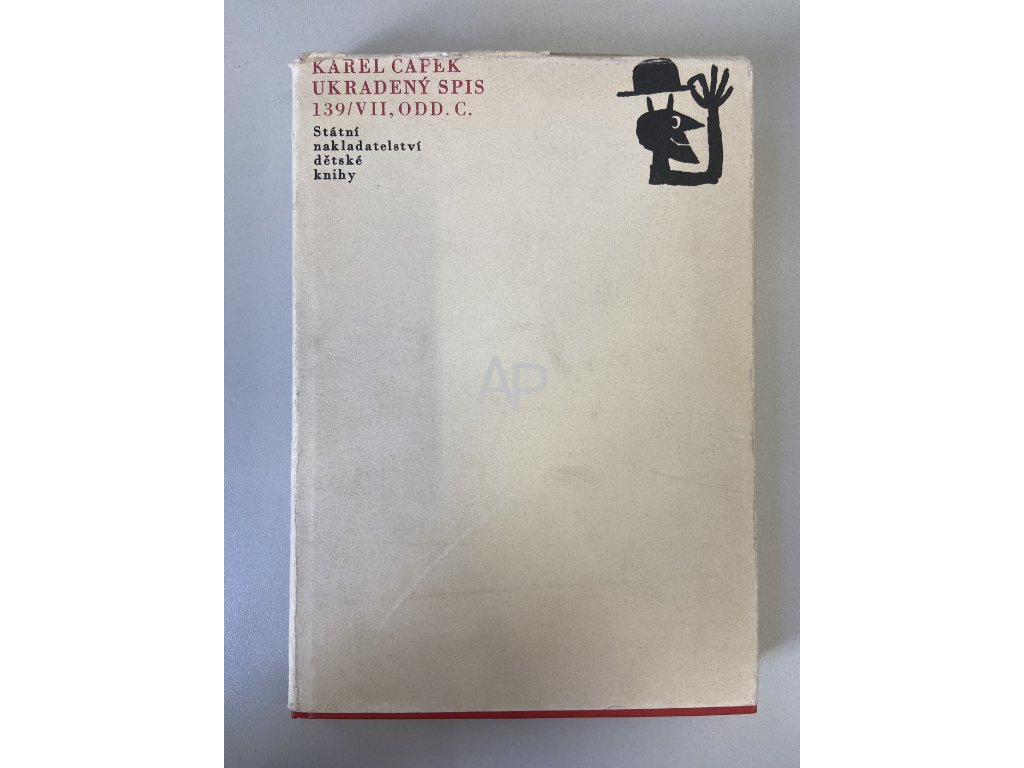 KAREL ČAPEK
UKRADENÝ SPIS
139/VII, ODD. C.
Státní
nakladatelství
dětské
knihy
AP